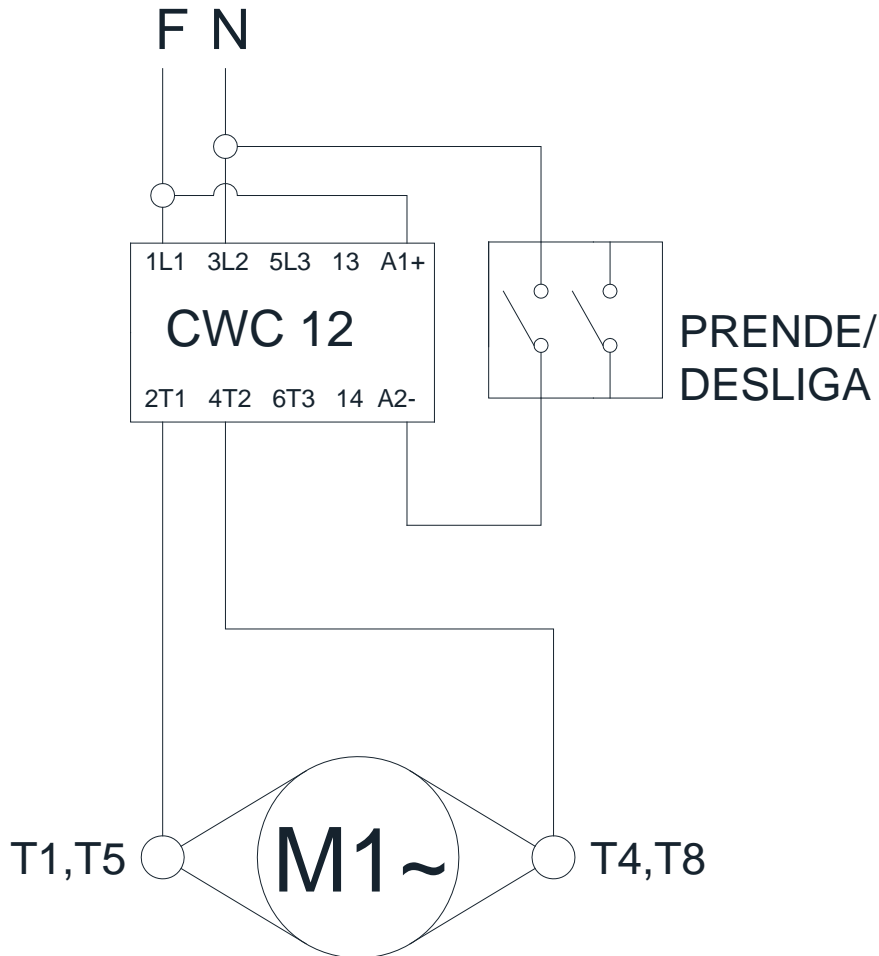 F N
1L1 3L2 5L3 13 A1+
CWC 12
2T1 4T2 6T3 14 A2-
PRENDE/
DESLIGA
T1,T5
M1~
T4,T8